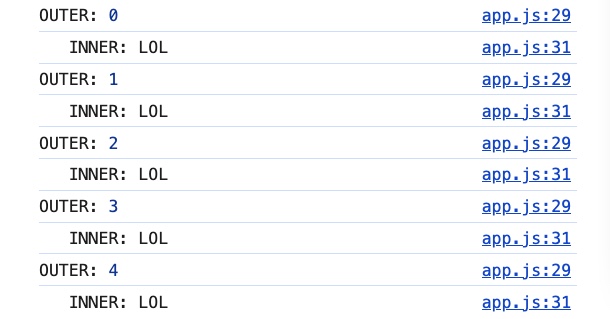 OUTER: 0 app.js:29
INNER: LOL app.js:31
OUTER: 1 app.js:29
INNER: LOL app.js:31
OUTER: 2 app.js:29
INNER: LOL app.js:31
OUTER: 3 app.js:29
INNER: LOL app.js:31
OUTER: 4 app.js:29
INNER: LOL app.js:31